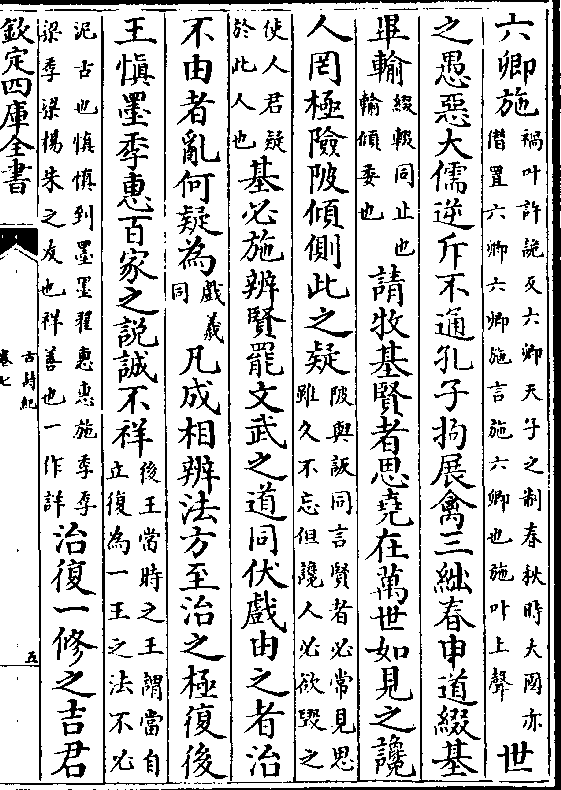 六卿施禍叶許詭反六卿天子之制春秋時大國亦僭置六卿六卿施言施六卿也施叶上聲世
之愚惡大儒逆斥不通孔子拘展禽三絀春申道綴基
畢輸綴輟同止也輸傾委也請牧基賢者思堯在萬世如見之讒
人罔極險陂傾側此之疑陂與詖同言賢者必常見思雖久不忘但讒人必欲毀之
使人君疑於此人也基必施辨賢罷文武之道同伏戲由之者治
不由者亂何疑為戲義同凡成相辨法方至治之極復後
王慎墨季惠百家之說誠不祥後王當時之王謂當自立復為一王之法不必
泥古也慎慎到墨墨翟惠惠施季季梁季梁楊朱之友也祥善也一作詳治復一修之吉君
欽定四庫全書
古詩紀
卷七
五